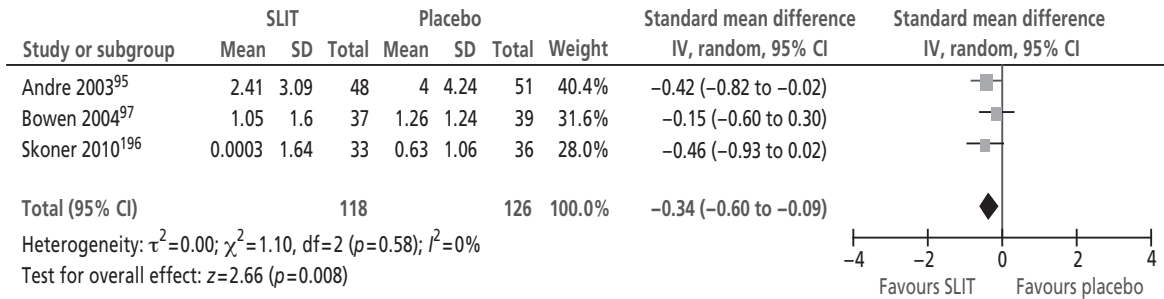 SLIT Placebo Standard mean difference Standard mean difference
Study or subgroup Mean SD Total Mean SD Total Weight IV, random, 95% CI IV, random, 95% CI
Andre 2003⁹⁵ 2.41 3.09 48 4 4.24 51 40.4% −0.42 (−0.82 to −0.02)
Bowen 2004⁹⁷ 1.05 1.6 37 1.26 1.24 39 31.6% −0.15 (−0.60 to 0.30)
Skoner 2010¹⁹⁶ 0.0003 1.64 33 0.63 1.06 36 28.0% −0.46 (−0.93 to 0.02)
Total (95% CI) 118 126 100.0% −0.34 (−0.60 to −0.09)
Heterogeneity: τ²=0.00; χ²=1.10, df=2 (p=0.58); I²=0%
Test for overall effect: z=2.66 (p=0.008)
−4 −2 0 2 4
Favours SLIT Favours placebo